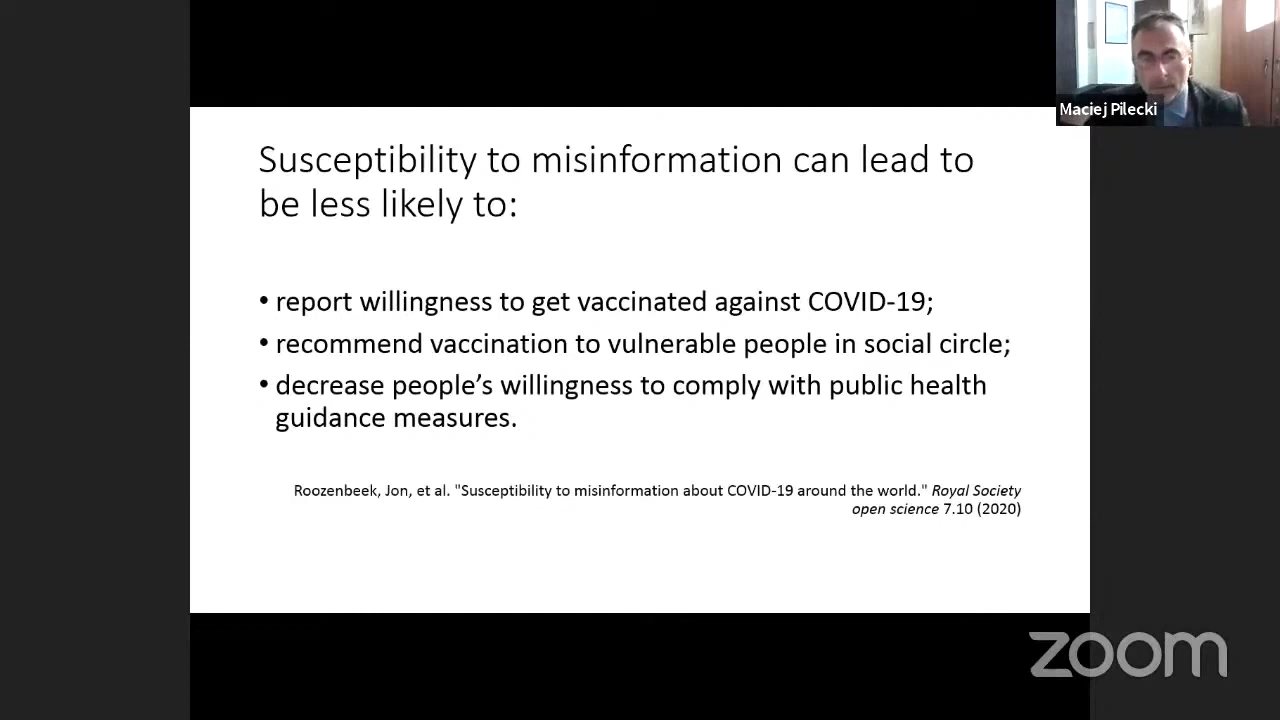 Maciej Pilecki
Susceptibility to misinformation can lead to
be less likely to:
• report willingness to get vaccinated against COVID-19;
• recommend vaccination to vulnerable people in social circle;
• decrease people’s willingness to comply with public health
guidance measures.
Roozenbeek, Jon, et al. "Susceptibility to misinformation about COVID-19 around the world." Royal Society
open science 7.10 (2020)
zoom